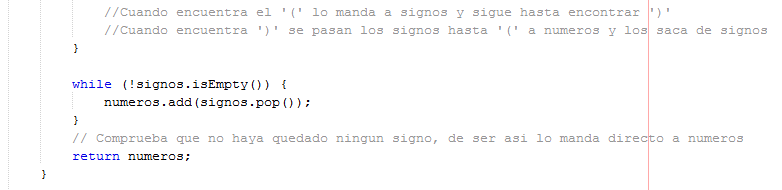 //Cuando encuentra el '(' lo manda a signos y sigue hasta encontrar ')'
//Cuando encuentra ')' se pasan los signos hasta '(' a numeros y los saca de signos
}
while (!signos.isEmpty()) {
numeros.add(signos.pop());
}
// Comprueba que no haya quedado ningun signo, de ser asi lo manda directo a numeros
return numeros;
}